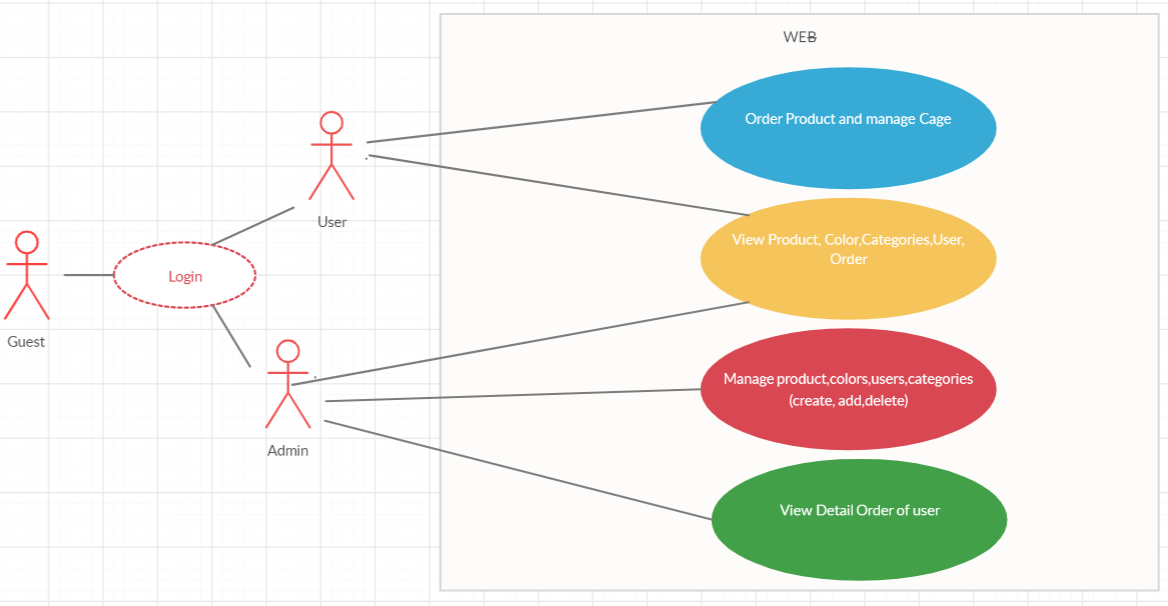 WEB
Order Product and manage Cage
User
View Product, Color,Categories,User,
Order
Login
Guest
Manage product,colors,users,categories
(create, add,delete)
Admin
View Detail Order of user